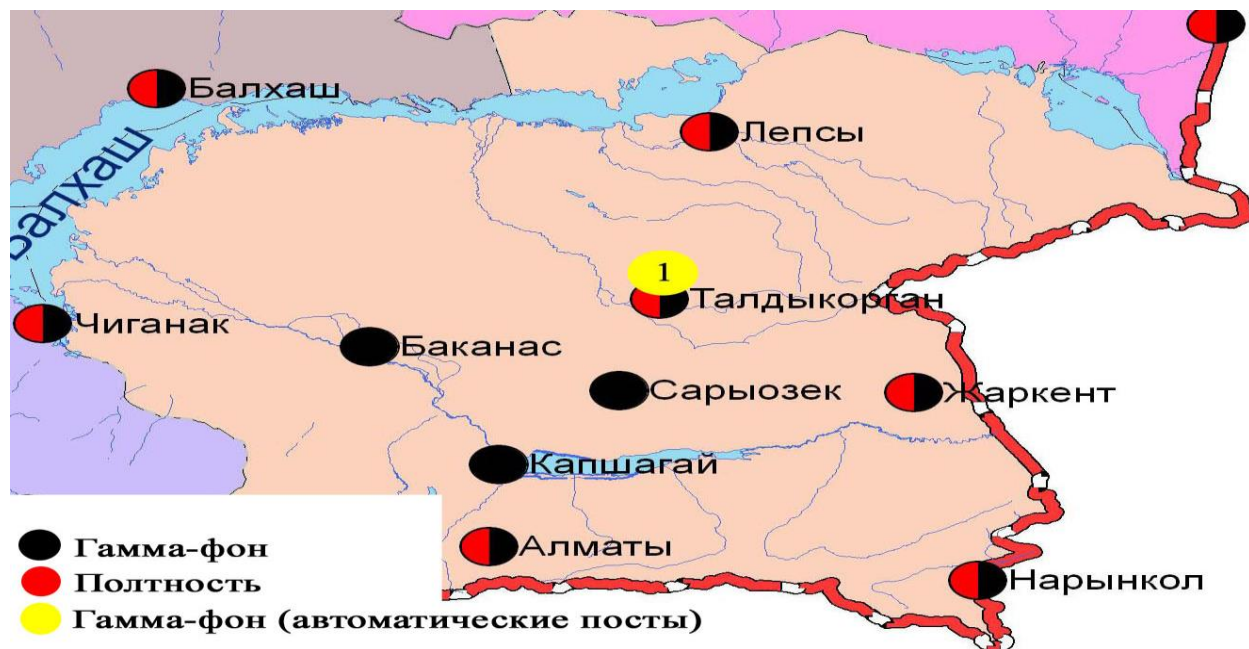 Балхаш
Лепсы
Балхаш
1
Талдыкорган
Чиганак
Баканас
Сарыозек
Жаркент
Капшагай
Алматы
Нарынкол
Гамма-фон
Полтность
Гамма-фон (автоматические посты)